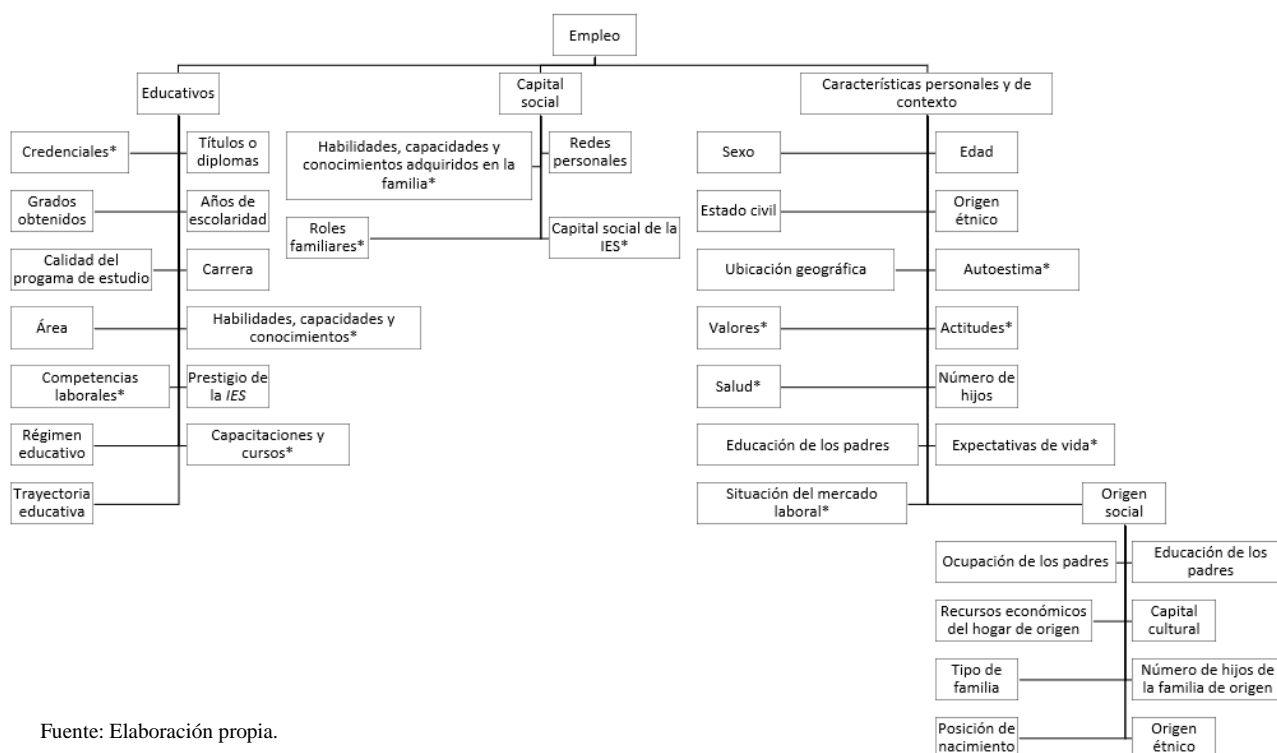 Empleo
Educativos
Capital
social
Características personales y de
contexto
Credenciales*
Títulos o
diplomas
Grados
obtenidos
Años de
escolaridad
Calidad del
progama de estudio
Carrera
Área
Habilidades, capacidades y
conocimientos*
Competencias
laborales*
Prestigio de
la IES
Régimen
educativo
Capacitaciones y
cursos*
Trayectoria
educativa
Habilidades, capacidades y
conocimientos adquiridos en la
familia*
Redes
personales
Roles
familiares*
Capital social de la
IES*
Sexo
Edad
Estado civil
Origen
étnico
Ubicación geográfica
Autoestima*
Valores*
Actitudes*
Salud*
Número de
hijos
Educación de los padres
Expectativas de vida*
Situación del mercado
laboral*
Origen
social
Ocupación de los padres
Educación de los
padres
Recursos económicos
del hogar de origen
Capital
cultural
Tipo de
familia
Número de hijos de
la familia de origen
Posición de
nacimiento
Origen
étnico
Fuente: Elaboración propia.